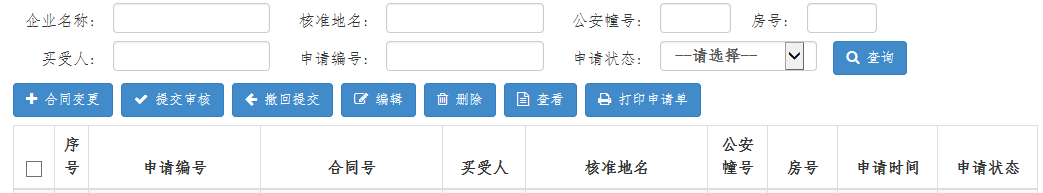 企业名称： 核准地名： 公安幢号： 房号：
买受人： 申请编号： 申请状态： --请选择-- 查询
合同变更 提交审核 撤回提交 编辑 删除 查看 打印申请单
序号 申请编号 合同号 买受人 核准地名 公安幢号 房号 申请时间 申请状态